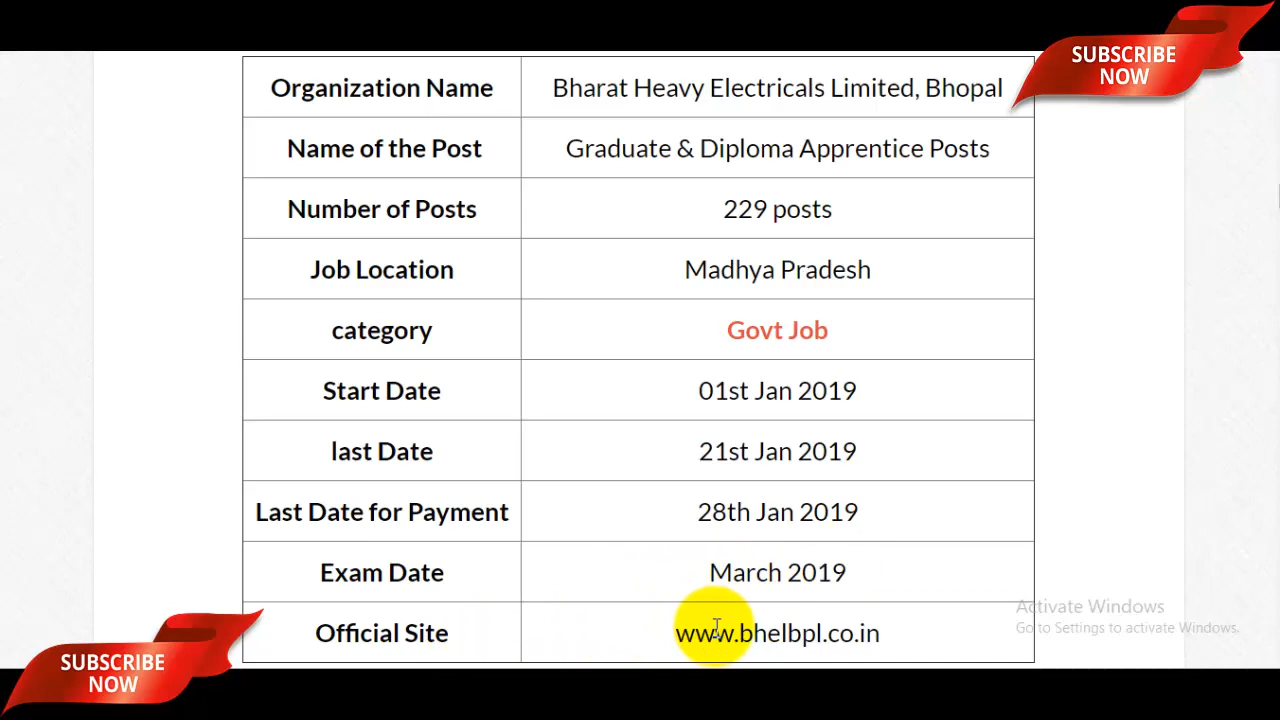 SUBSCRIBE
NOW
Organization Name Bharat Heavy Electricals Limited, Bhopal
Name of the Post Graduate & Diploma Apprentice Posts
Number of Posts 229 posts
Job Location Madhya Pradesh
category Govt Job
Start Date 01st Jan 2019
last Date 21st Jan 2019
Last Date for Payment 28th Jan 2019
Exam Date March 2019
Official Site www.bhelbpl.co.in
Activate Windows
Go to Settings to activate Windows.
SUBSCRIBE
NOW